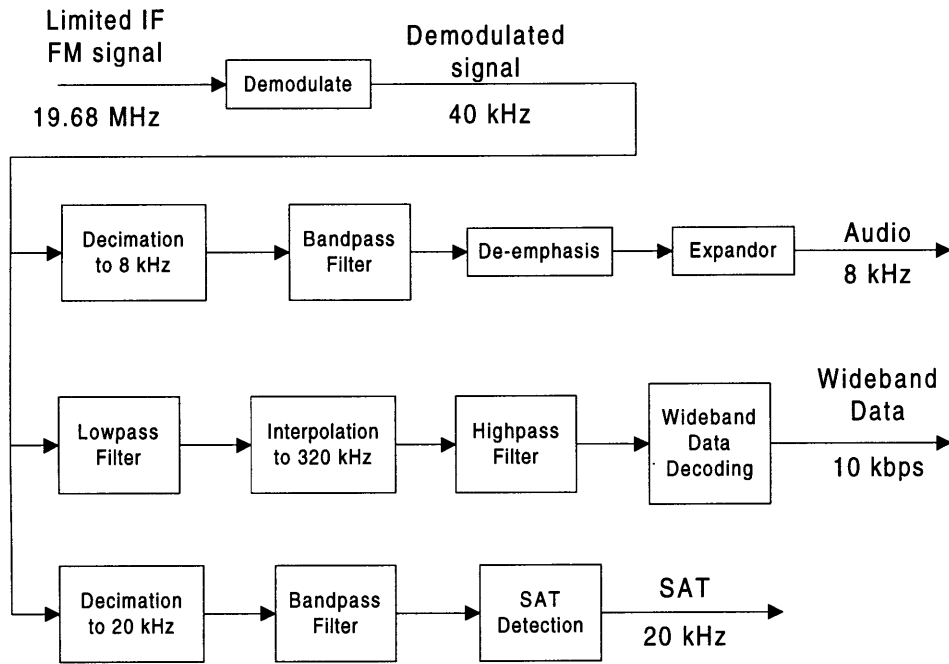 Limited IF
FM signal
19.68 MHz
Demodulate
Demodulated
signal
40 kHz
Decimation
to 8 kHz
Bandpass
Filter
De-emphasis
Expandor
Audio
8 kHz
Lowpass
Filter
Interpolation
to 320 kHz
Highpass
Filter
Wideband
Data
Decoding
Wideband
Data
10 kbps
Decimation
to 20 kHz
Bandpass
Filter
SAT
Detection
SAT
20 kHz